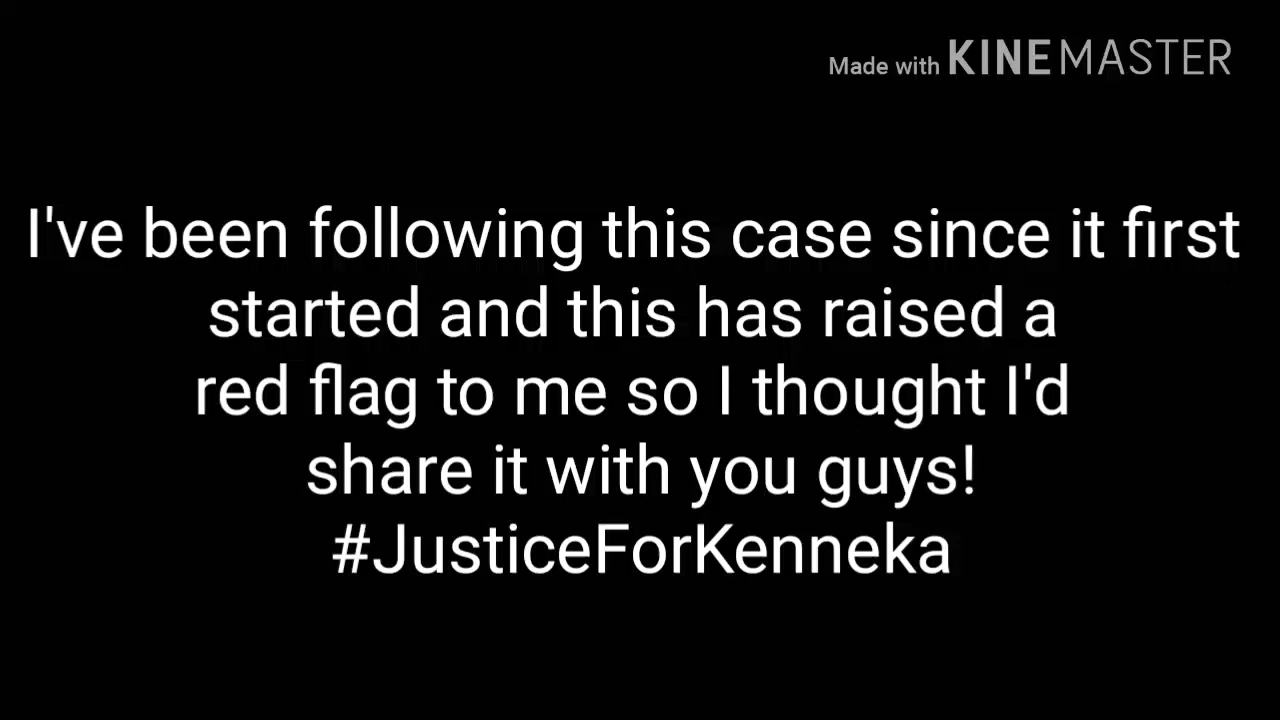 Made with KINEMASTER
I've been following this case since it first
started and this has raised a
red flag to me so I thought I'd
share it with you guys!
#JusticeForKenneka